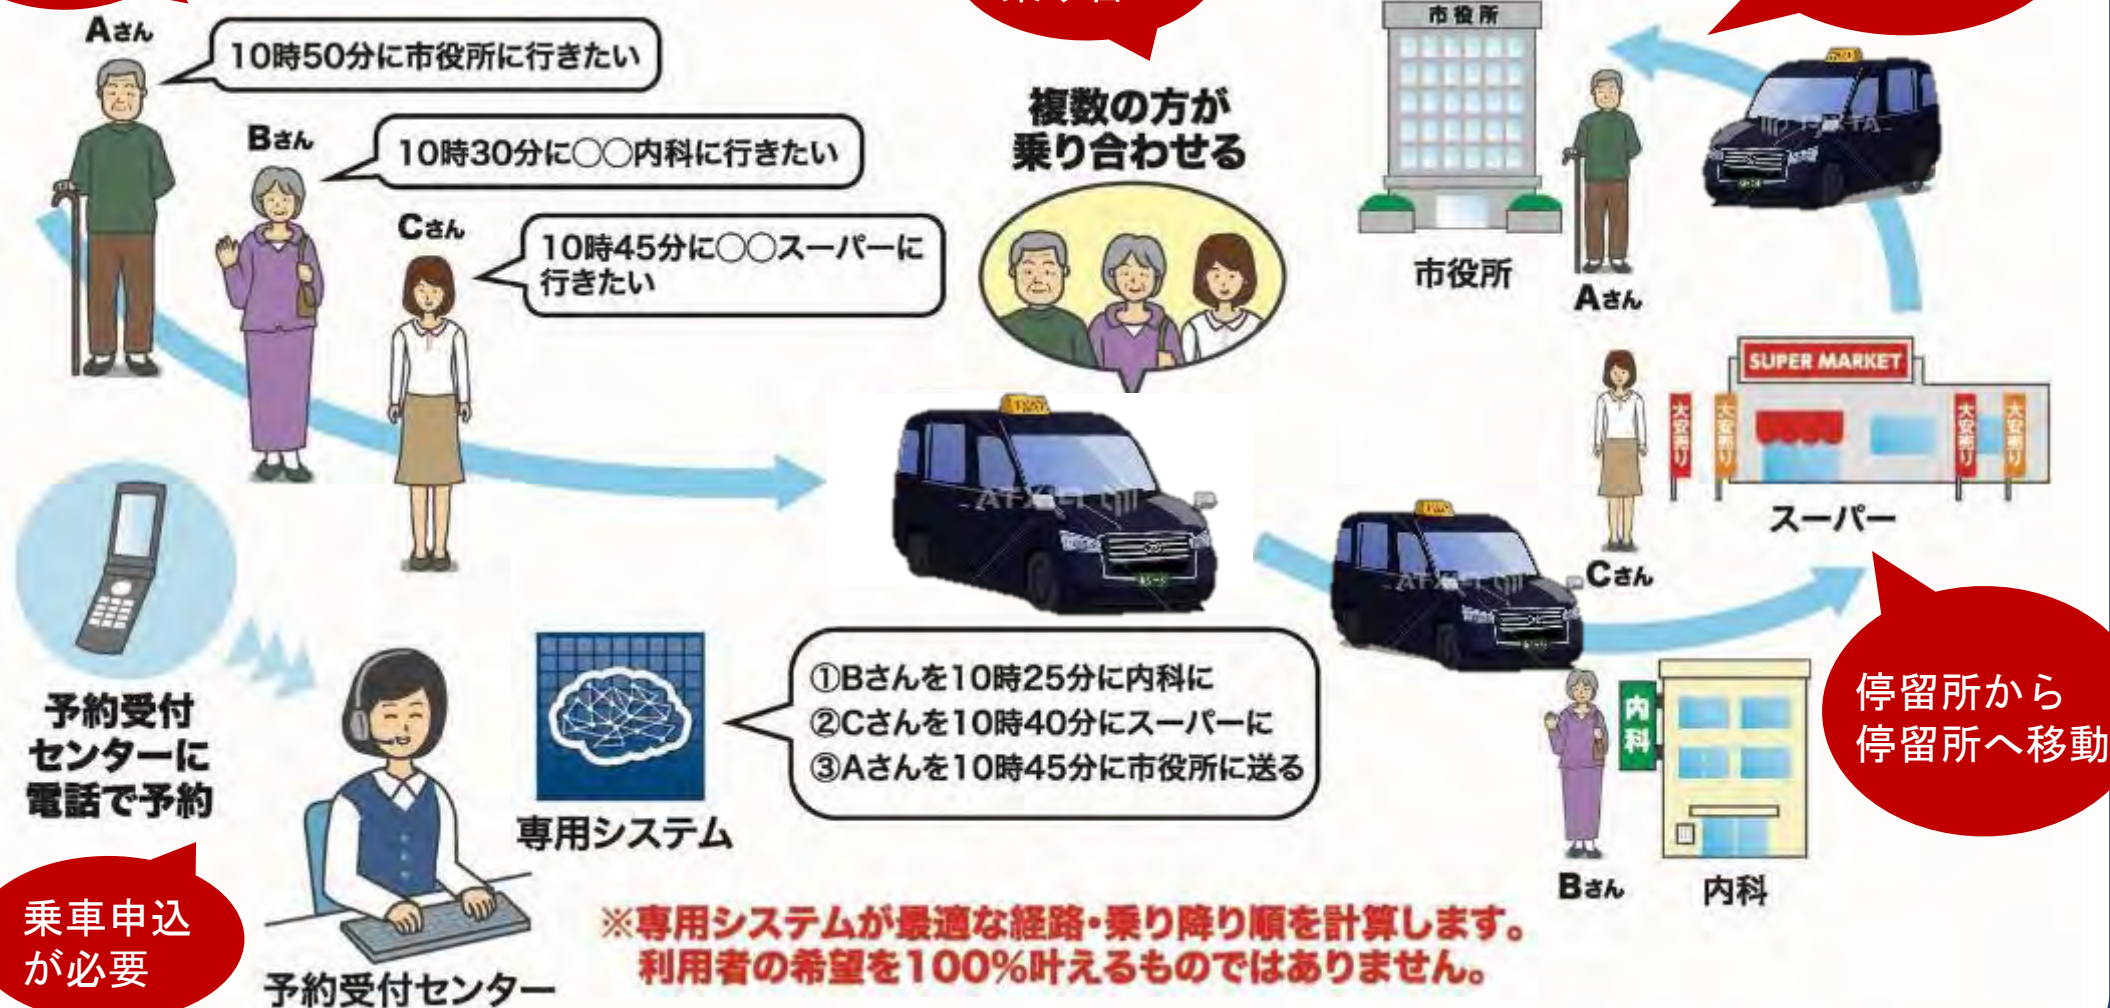 Aさん
10時50分に市役所に行きたい
Bさん
10時30分に○○内科に行きたい
Cさん
10時45分に○○スーパーに
行きたい
複数の方が
乗り合わせる
市役所
市役所
Aさん
SUPER MARKET
大安売り
大安売り
大安売り
大安売り
スーパー
Cさん
停留所から
停留所へ移動
内科
Bさん
内科
予約受付
センターに
電話で予約
乗車申込
が必要
予約受付センター
専用システム
①Bさんを10時25分に内科に
②Cさんを10時40分にスーパーに
③Aさんを10時45分に市役所に送る
※専用システムが最適な経路・乗り降り順を計算します。
利用者の希望を100%叶えるものではありません。